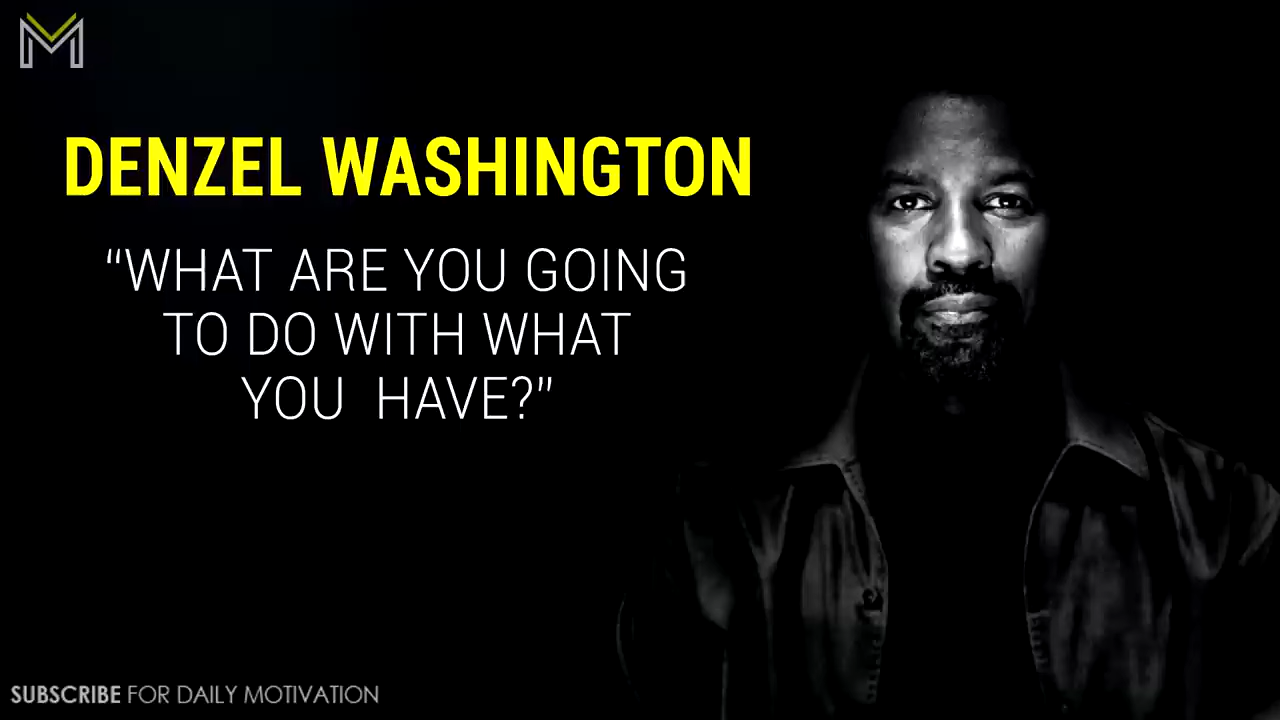 DENZEL WASHINGTON
“WHAT ARE YOU GOING
TO DO WITH WHAT
YOU HAVE?”
SUBSCRIBE FOR DAILY MOTIVATION